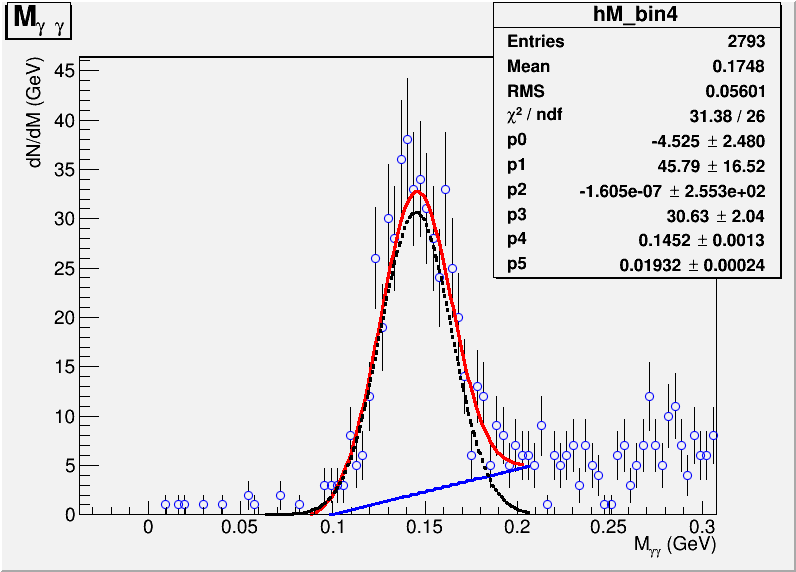 Mγ γ
hM_bin4
Entries 2793
Mean 0.1748
RMS 0.05601
χ² / ndf 31.38 / 26
p0 -4.525 ± 2.480
p1 45.79 ± 16.52
p2 -1.605e-07 ± 2.553e+02
p3 30.63 ± 2.04
p4 0.1452 ± 0.0013
p5 0.01932 ± 0.00024
dN/dM (GeV)
45
40
35
30
25
20
15
10
5
0
0 0.05 0.1 0.15 0.2 0.25 0.3
Mγγ (GeV)